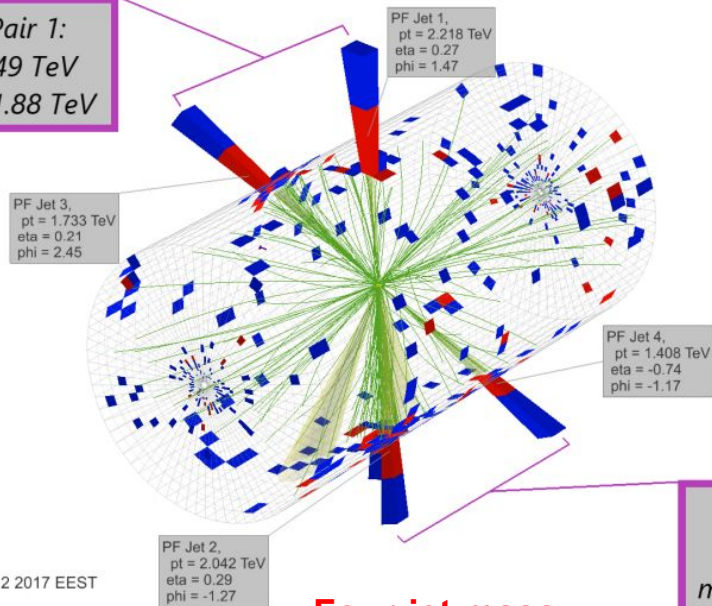 Pair 1:
49 TeV
.88 TeV
PF Jet 1,
pt = 2.218 TeV
eta = 0.27
phi = 1.47
PF Jet 3,
pt = 1.733 TeV
eta = 0.21
phi = 2.45
PF Jet 4,
pt = 1.408 TeV
eta = -0.74
phi = -1.17
PF Jet 2,
pt = 2.042 TeV
eta = 0.29
phi = -1.27
2 2017 EEST
m